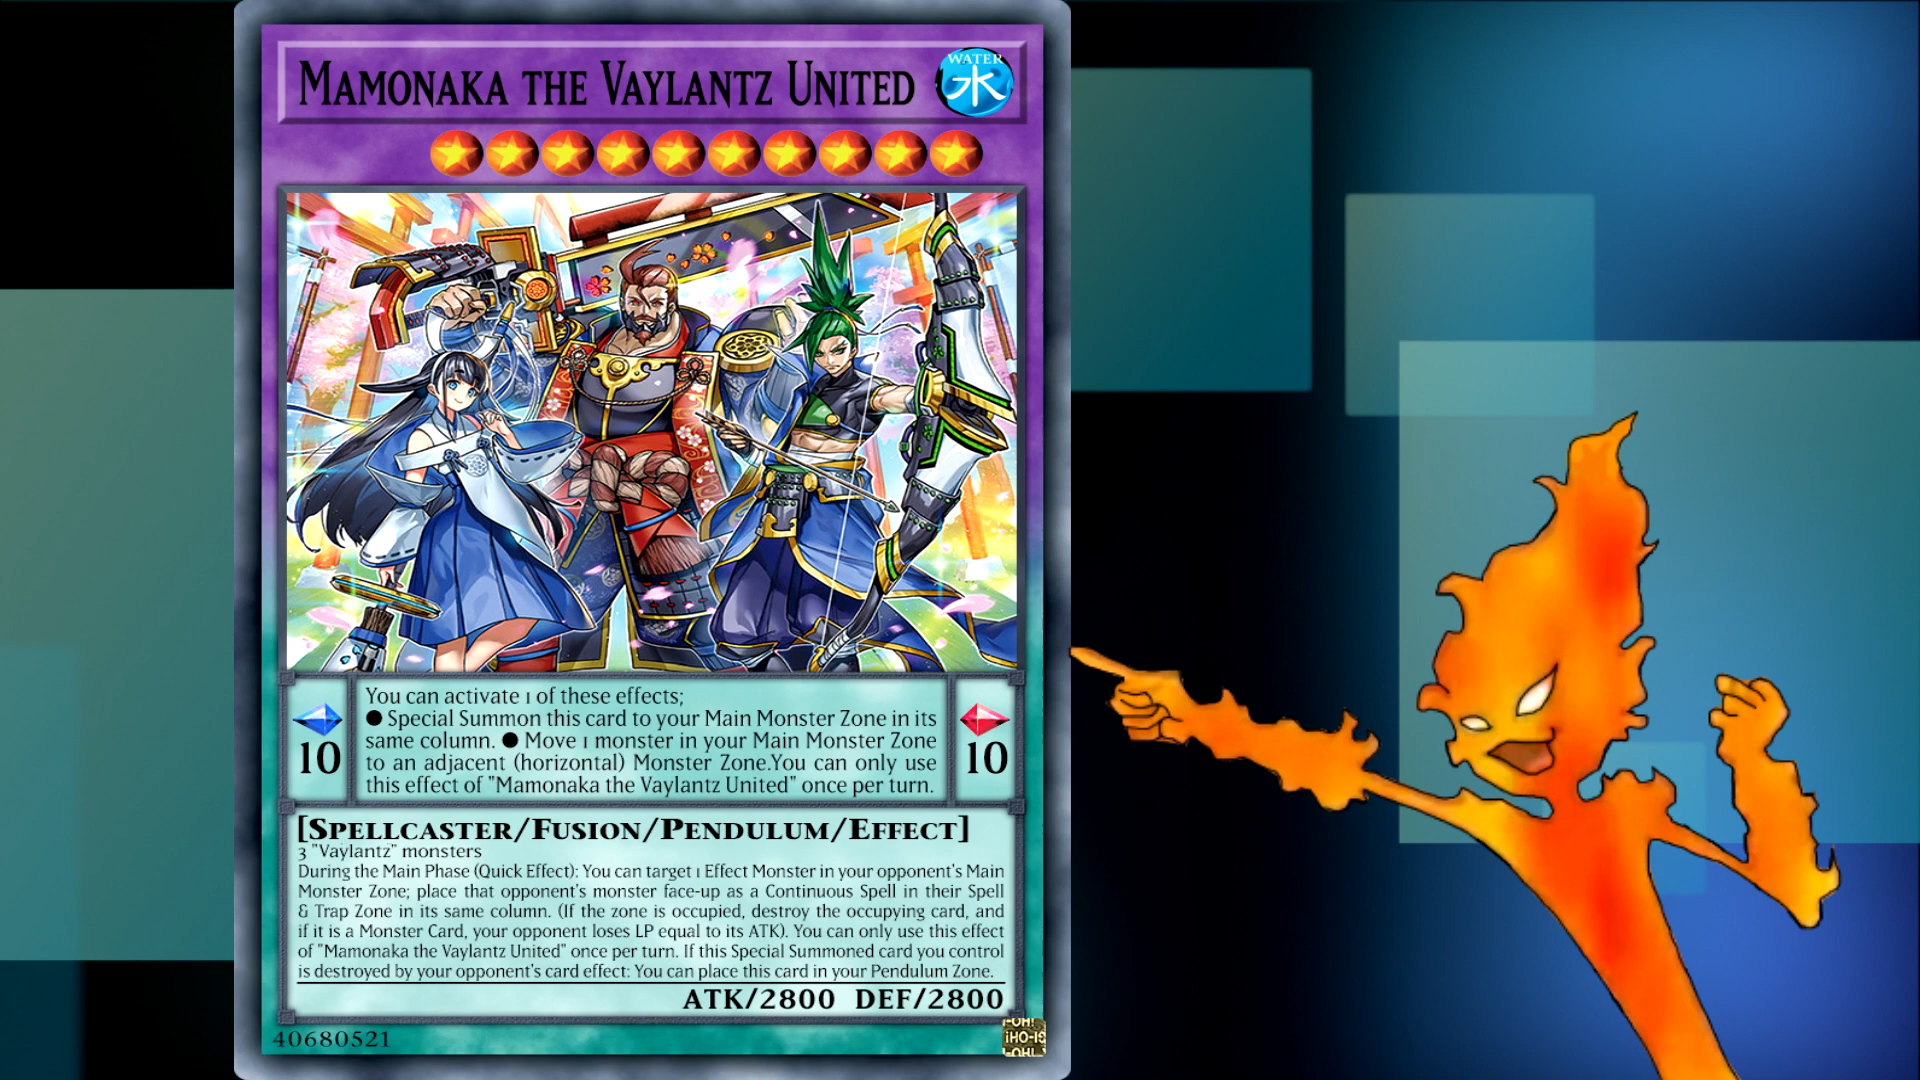 MAMONAKA THE VAYLANTZ UNITED
WATER
水
You can activate 1 of these effects;
● Special Summon this card to your Main Monster Zone in its
same column. ● Move 1 monster in your Main Monster Zone
to an adjacent (horizontal) Monster Zone.You can only use
this effect of "Mamonaka the Vaylantz United" once per turn.
10
10
[SPELLCASTER/FUSION/PENDULUM/EFFECT]
3 "Vaylantz" monsters
During the Main Phase (Quick Effect): You can target 1 Effect Monster in your opponent's Main
Monster Zone; place that opponent's monster face-up as a Continuous Spell in their Spell
& Trap Zone in its same column. (If the zone is occupied, destroy the occupying card, and
if it is a Monster Card, your opponent loses LP equal to its ATK). You can only use this effect
of "Mamonaka the Vaylantz United" once per turn. If this Special Summoned card you control
is destroyed by your opponent's card effect: You can place this card in your Pendulum Zone.
ATK/2800 DEF/2800
40680521